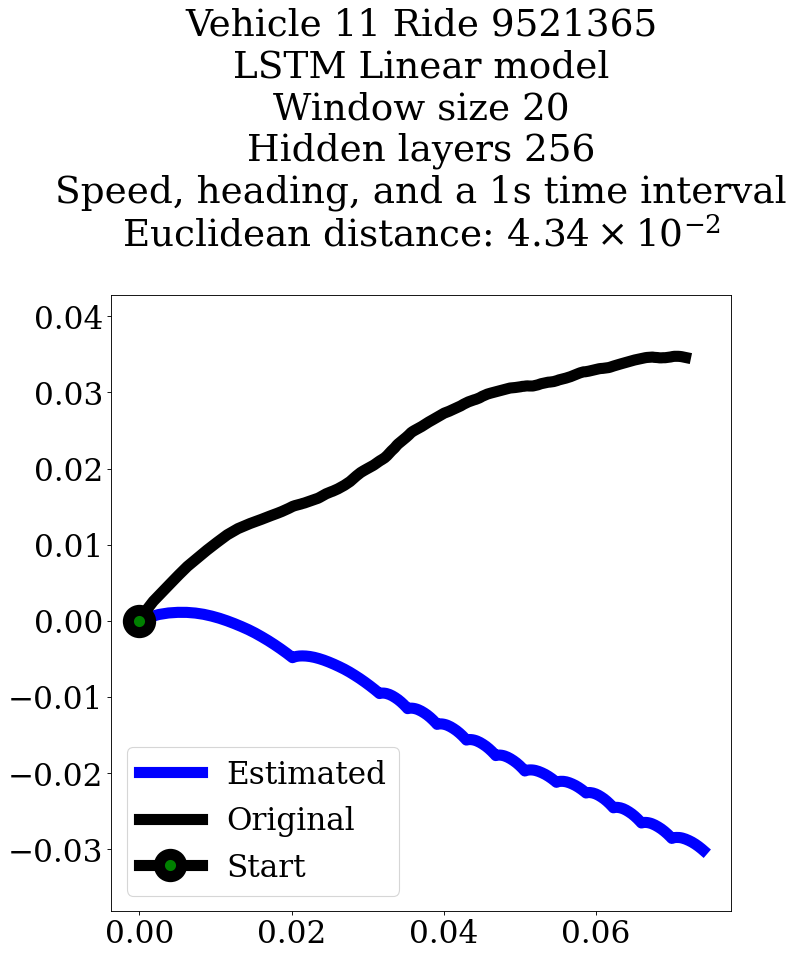 Vehicle 11 Ride 9521365
LSTM Linear model
Window size 20
Hidden layers 256
Speed, heading, and a 1s time interval
Euclidean distance: 4.34 × 10⁻²
0.04
0.03
0.02
0.01
0.00
−0.01
−0.02
−0.03
Estimated
Original
Start
0.00 0.02 0.04 0.06